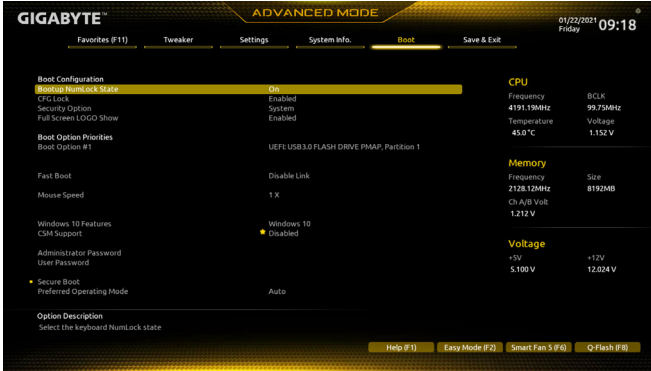 GIGABYTE™
ADVANCED MODE
01/22/2021 Friday 09:18
Favorites (F11) Tweaker Settings System Info. Boot Save & Exit
Boot Configuration
Bootup NumLock State On
CFG Lock Enabled
Security Option System
Full Screen LOGO Show Enabled
Boot Option Priorities
Boot Option #1 UEFI: USB3.0 FLASH DRIVE PMAP, Partition 1
Fast Boot Disable Link
Mouse Speed 1 X
Windows 10 Features Windows 10
CSM Support Disabled
Administrator Password
User Password
Secure Boot
Preferred Operating Mode Auto
Option Description
Select the keyboard NumLock state
CPU
Frequency BCLK
4191.19MHz 99.75MHz
Temperature Voltage
45.0 °C 1.152 V
Memory
Frequency Size
2128.12MHz 8192MB
Ch A/B Volt
1.212 V
Voltage
+5V +12V
5.100 V 12.024 V
Help (F1) Easy Mode (F2) Smart Fan 5 (F6) Q-Flash (F8)